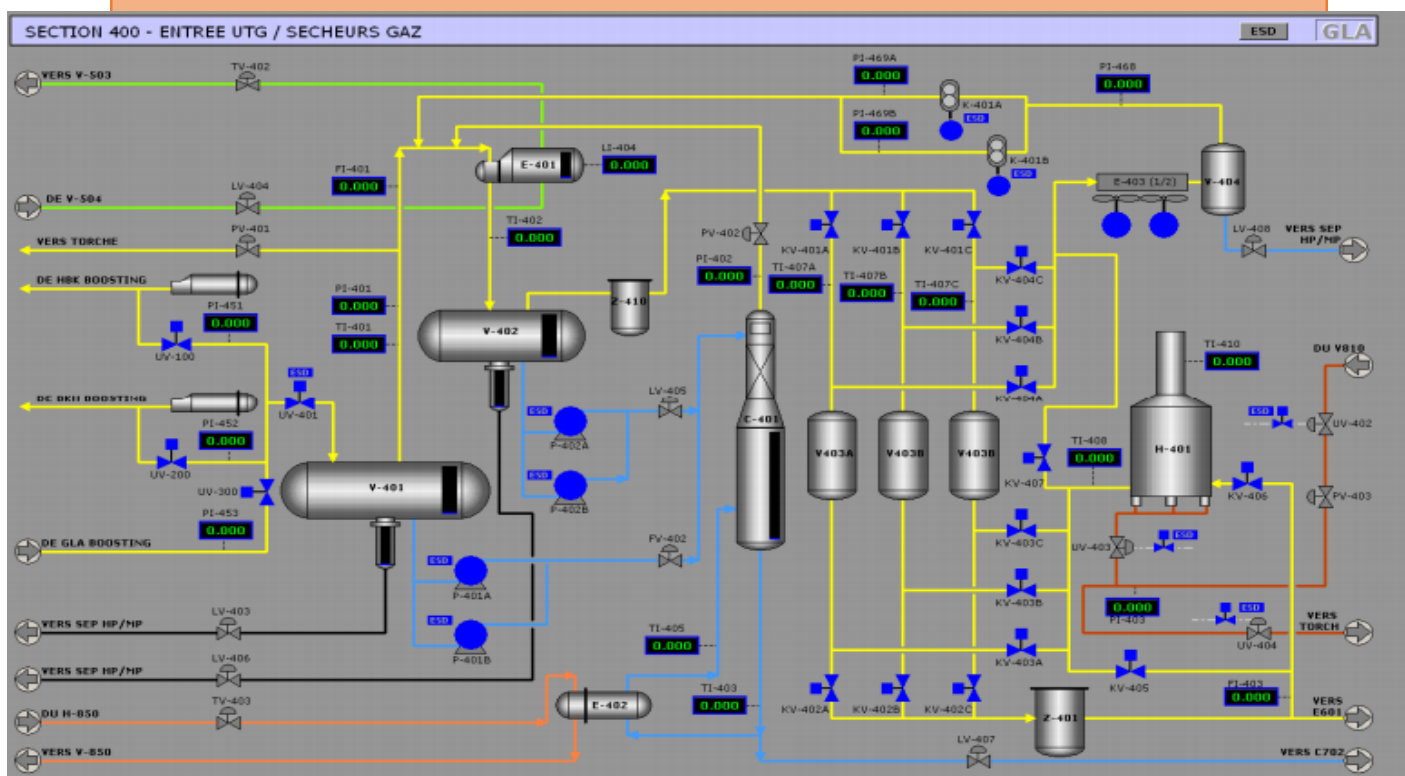 SECTION 400 - ENTREE UTG / SECHEURS GAZ
ESD
GLA
VERS V-503
TV-402
PI-469A
0.000
PI-468
0.000
K-401A
ESD
PI-469B
0.000
K-401B
ESD
E-401
LI-404
0.000
FI-401
0.000
E-403 (1/2)
V-404
DE V-504
LV-404
TI-402
0.000
VERS TORCHE
PV-401
PV-402
KV-401A
KV-401B
KV-401C
LV-408
VERS SEP
HP/MP
PI-402
0.000
TI-407A
0.000
TI-407B
0.000
TI-407C
0.000
KV-404C
DE HBK BOOSTING
PI-451
0.000
UV-100
PI-401
0.000
TI-401
0.000
Z-410
V-402
KV-404B
TI-410
0.000
DU V810
ESD
UV-401
KV-404A
LV-405
C-401
ESD
P-402A
ESD
UV-402
PI-452
0.000
UV-200
V403A
V403B
V403B
TI-408
0.000
H-401
KV-407
KV-406
ESD
P-402B
V-401
UV-300
PI-453
0.000
PV-403
DE GLA BOOSTING
FV-402
KV-403C
UV-403
ESD
ESD
P-401A
KV-403B
0.000
PI-403
ESD
UV-404
VERS
TORCH
VERS SEP HP/MP
LV-403
ESD
P-401B
TI-405
0.000
KV-403A
KV-405
VERS SEP HP/MP
LV-406
TI-403
0.000
KV-402A
KV-402B
KV-402C
Z-401
0.000
VERS
E601
DU H-850
TV-403
E-402
VERS V-850
LV-407
VERS C702